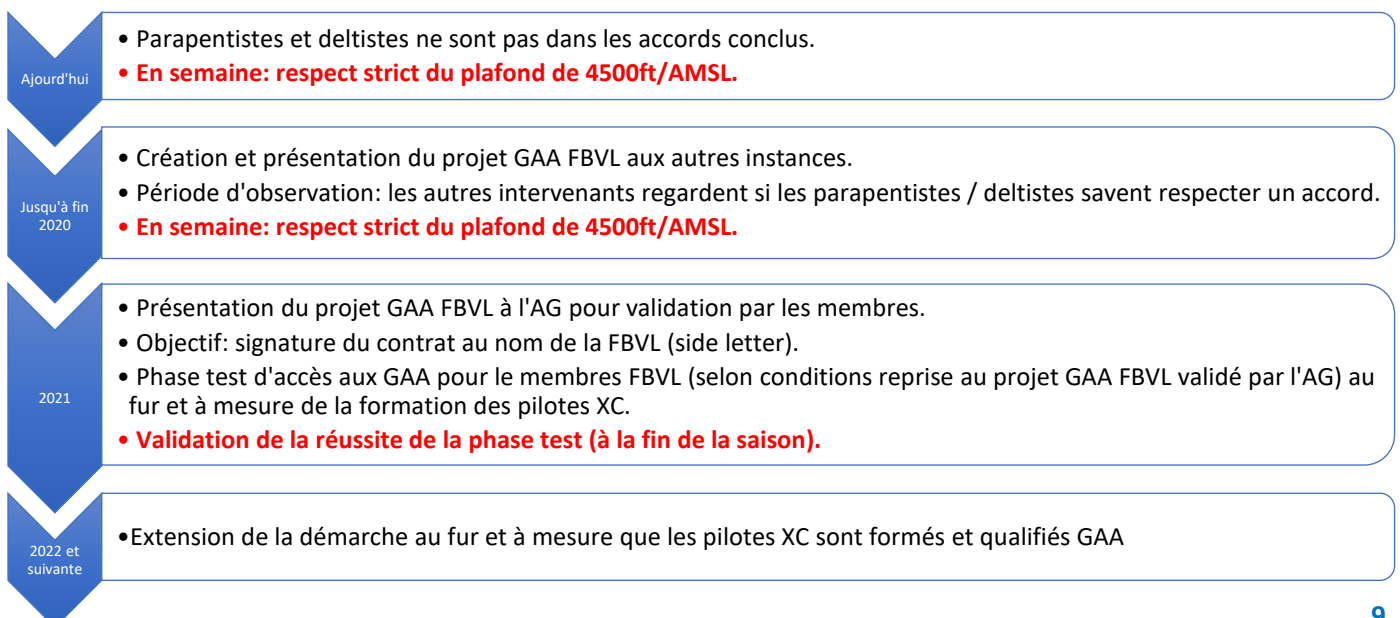 Ajourd'hui
• Parapentistes et deltistes ne sont pas dans les accords conclus.
• En semaine: respect strict du plafond de 4500ft/AMSL.
Jusqu'à fin
2020
• Création et présentation du projet GAA FBVL aux autres instances.
• Période d'observation: les autres intervenants regardent si les parapentistes / deltistes savent respecter un accord.
• En semaine: respect strict du plafond de 4500ft/AMSL.
2021
• Présentation du projet GAA FBVL à l'AG pour validation par les membres.
• Objectif: signature du contrat au nom de la FBVL (side letter).
• Phase test d'accès aux GAA pour le membres FBVL (selon conditions reprise au projet GAA FBVL validé par l'AG) au
fur et à mesure de la formation des pilotes XC.
• Validation de la réussite de la phase test (à la fin de la saison).
2022 et
suivante
•Extension de la démarche au fur et à mesure que les pilotes XC sont formés et qualifiés GAA
9